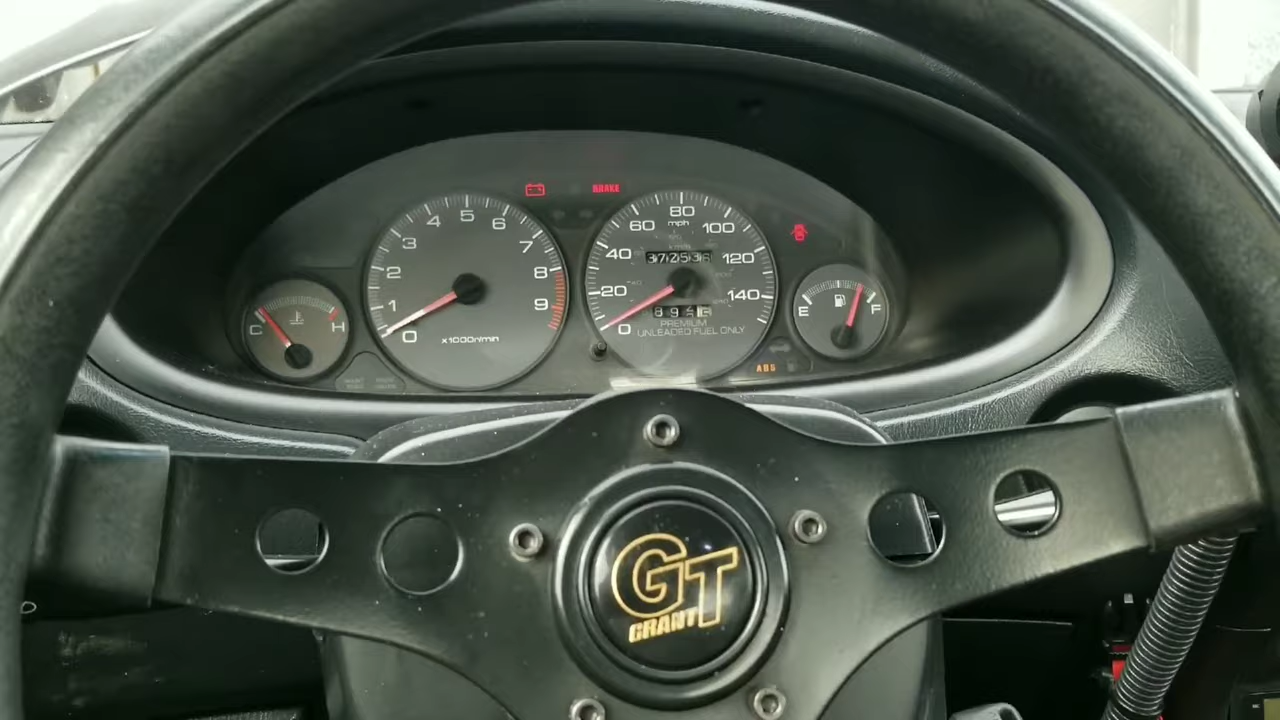 BRAKE
0 1 2 3 4 5 6 7 8 9
x1000r/min
0 20 40 60 80 100 120 140
mph
372536
PREMIUM
UNLEADED FUEL ONLY
C H
E F
ABS
GT
GRANT